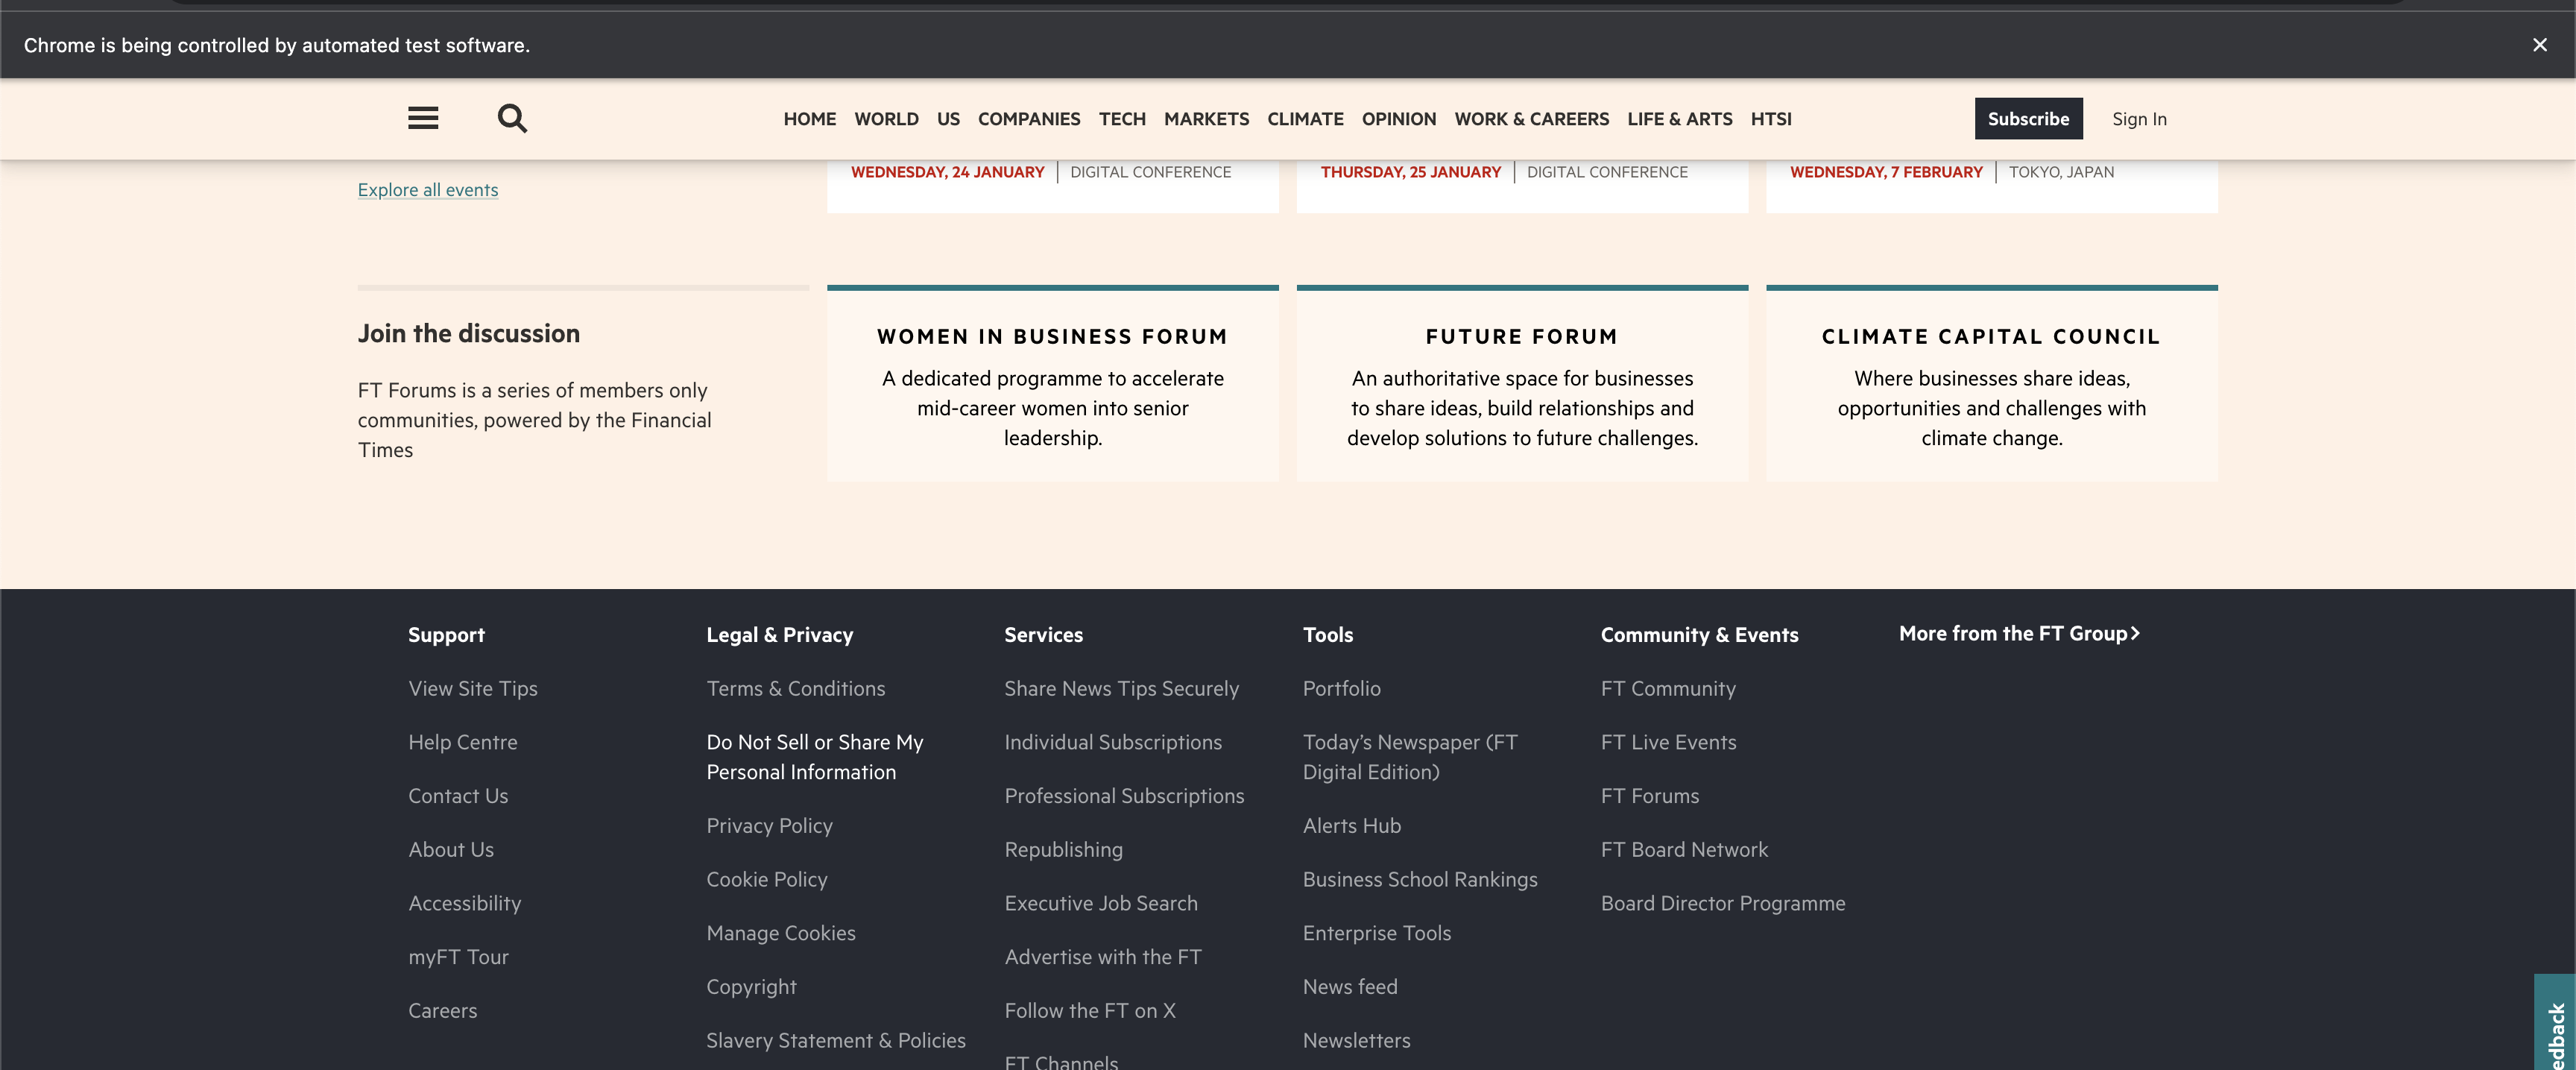 Chrome is being controlled by automated test software.
HOME WORLD US COMPANIES TECH MARKETS CLIMATE OPINION WORK & CAREERS LIFE & ARTS HTSI
Subscribe
Sign In
Explore all events
WEDNESDAY, 24 JANUARY | DIGITAL CONFERENCE
THURSDAY, 25 JANUARY | DIGITAL CONFERENCE
WEDNESDAY, 7 FEBRUARY | TOKYO, JAPAN
Join the discussion
FT Forums is a series of members only
communities, powered by the Financial
Times
WOMEN IN BUSINESS FORUM
A dedicated programme to accelerate
mid-career women into senior
leadership.
FUTURE FORUM
An authoritative space for businesses
to share ideas, build relationships and
develop solutions to future challenges.
CLIMATE CAPITAL COUNCIL
Where businesses share ideas,
opportunities and challenges with
climate change.
Support
View Site Tips
Help Centre
Contact Us
About Us
Accessibility
myFT Tour
Careers
Legal & Privacy
Terms & Conditions
Do Not Sell or Share My
Personal Information
Privacy Policy
Cookie Policy
Manage Cookies
Copyright
Slavery Statement & Policies
Services
Share News Tips Securely
Individual Subscriptions
Professional Subscriptions
Republishing
Executive Job Search
Advertise with the FT
Follow the FT on X
FT Channels
Tools
Portfolio
Today's Newspaper (FT
Digital Edition)
Alerts Hub
Business School Rankings
Enterprise Tools
News feed
Newsletters
Community & Events
FT Community
FT Live Events
FT Forums
FT Board Network
Board Director Programme
More from the FT Group